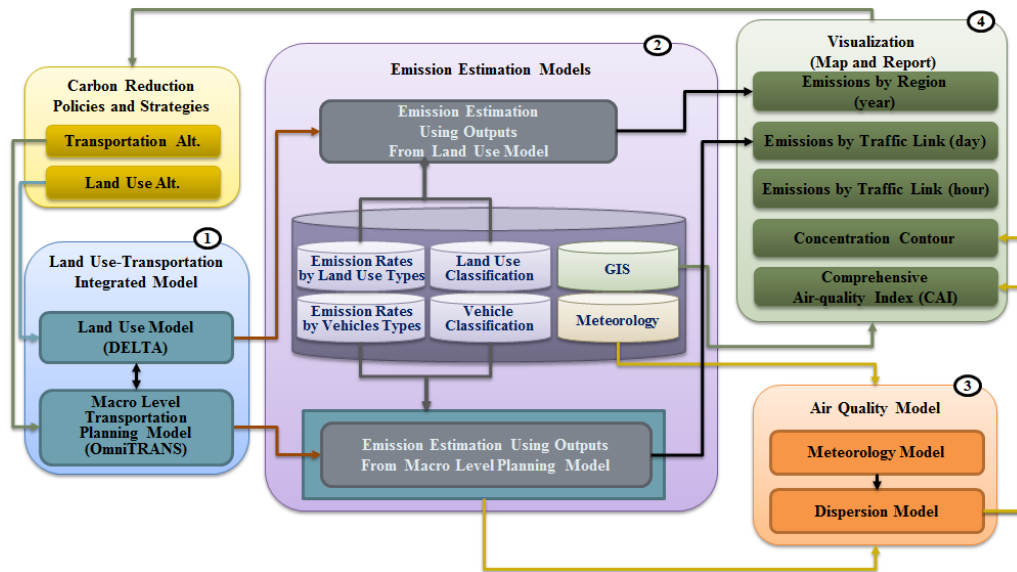 Carbon Reduction
Policies and Strategies
Transportation Alt.
Land Use Alt.
1
Land Use-Transportation
Integrated Model
Land Use Model
(DELTA)
Macro Level
Transportation
Planning Model
(OmniTRANS)
2
Emission Estimation Models
Emission Estimation
Using Outputs
From Land Use Model
Emission Rates
by Land Use Types
Land Use
Classification
GIS
Emission Rates
by Vehicles Types
Vehicle
Classification
Meteorology
Emission Estimation Using Outputs
From Macro Level Planning Model
4
Visualization
(Map and Report)
Emissions by Region
(year)
Emissions by Traffic Link (day)
Emissions by Traffic Link (hour)
Concentration Contour
Comprehensive
Air-quality Index (CAI)
3
Air Quality Model
Meteorology Model
Dispersion Model